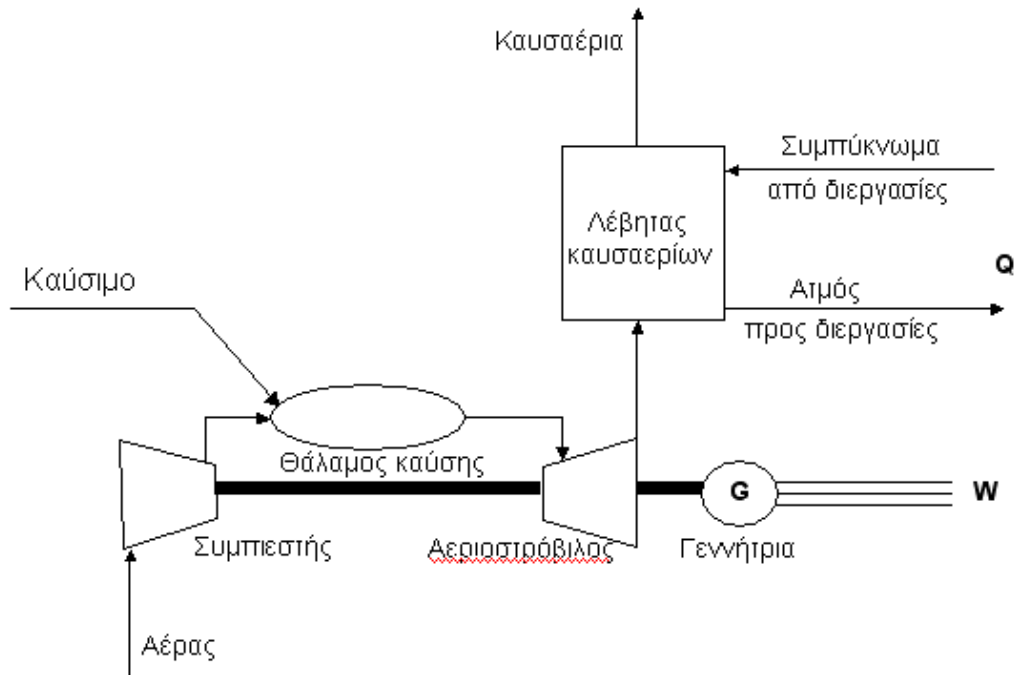 Καυσαέρια
Συμπύκνωμα
από διεργασίες
Λέβητας
καυσαερίων
Q
Καύσιμο
Ατμός
προς διεργασίες
Θάλαμος καύσης
G
W
Συμπιεστής
Αεριοστρόβιλος
Γεννήτρια
Αέρας